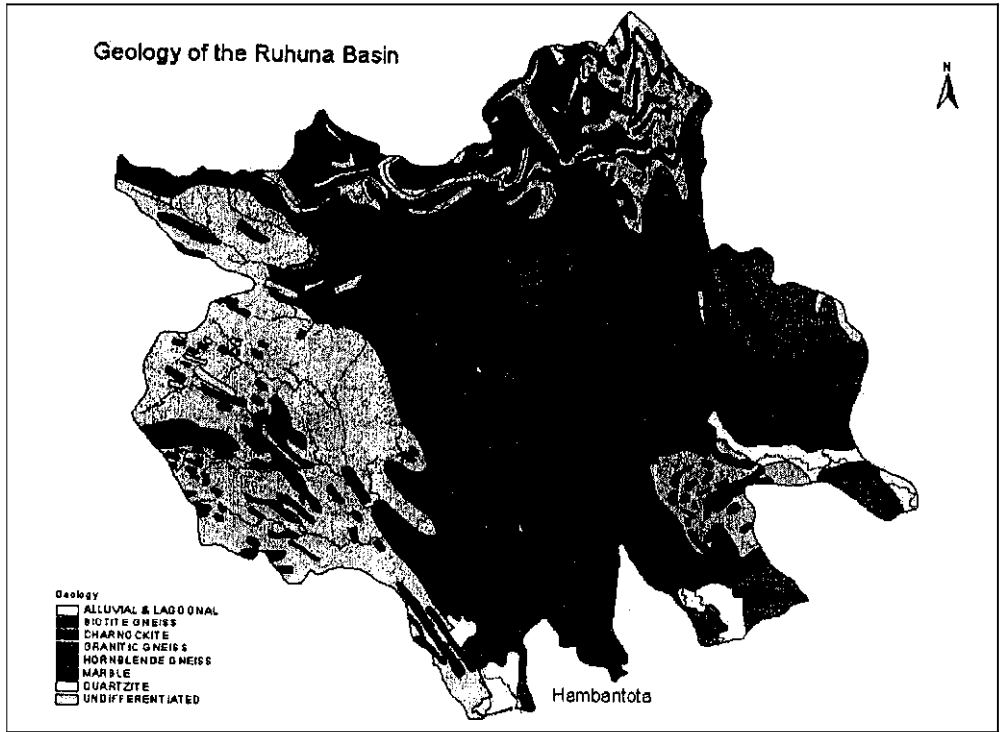 Geology of the Ruhuna Basin
N
Geology
ALLUVIAL & LAGOONAL
BIOTITE GNEISS
CHARNOCKITE
GRANITIC GNEISS
HORNBLENDE GNEISS
MARBLE
QUARTZITE
UNDIFFERENTIATED
Hambantota